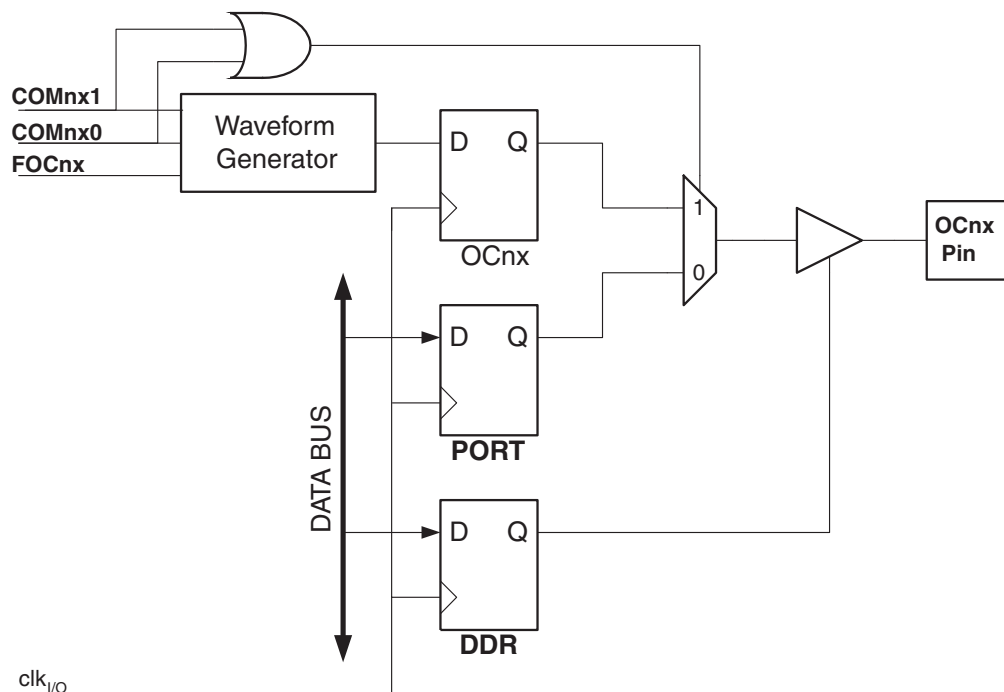 COMnx1
COMnx0
FOCnx
Waveform
Generator
D Q
OCnx
1
0
OCnx
Pin
D Q
PORT
DATA BUS
D Q
DDR
clkI/O